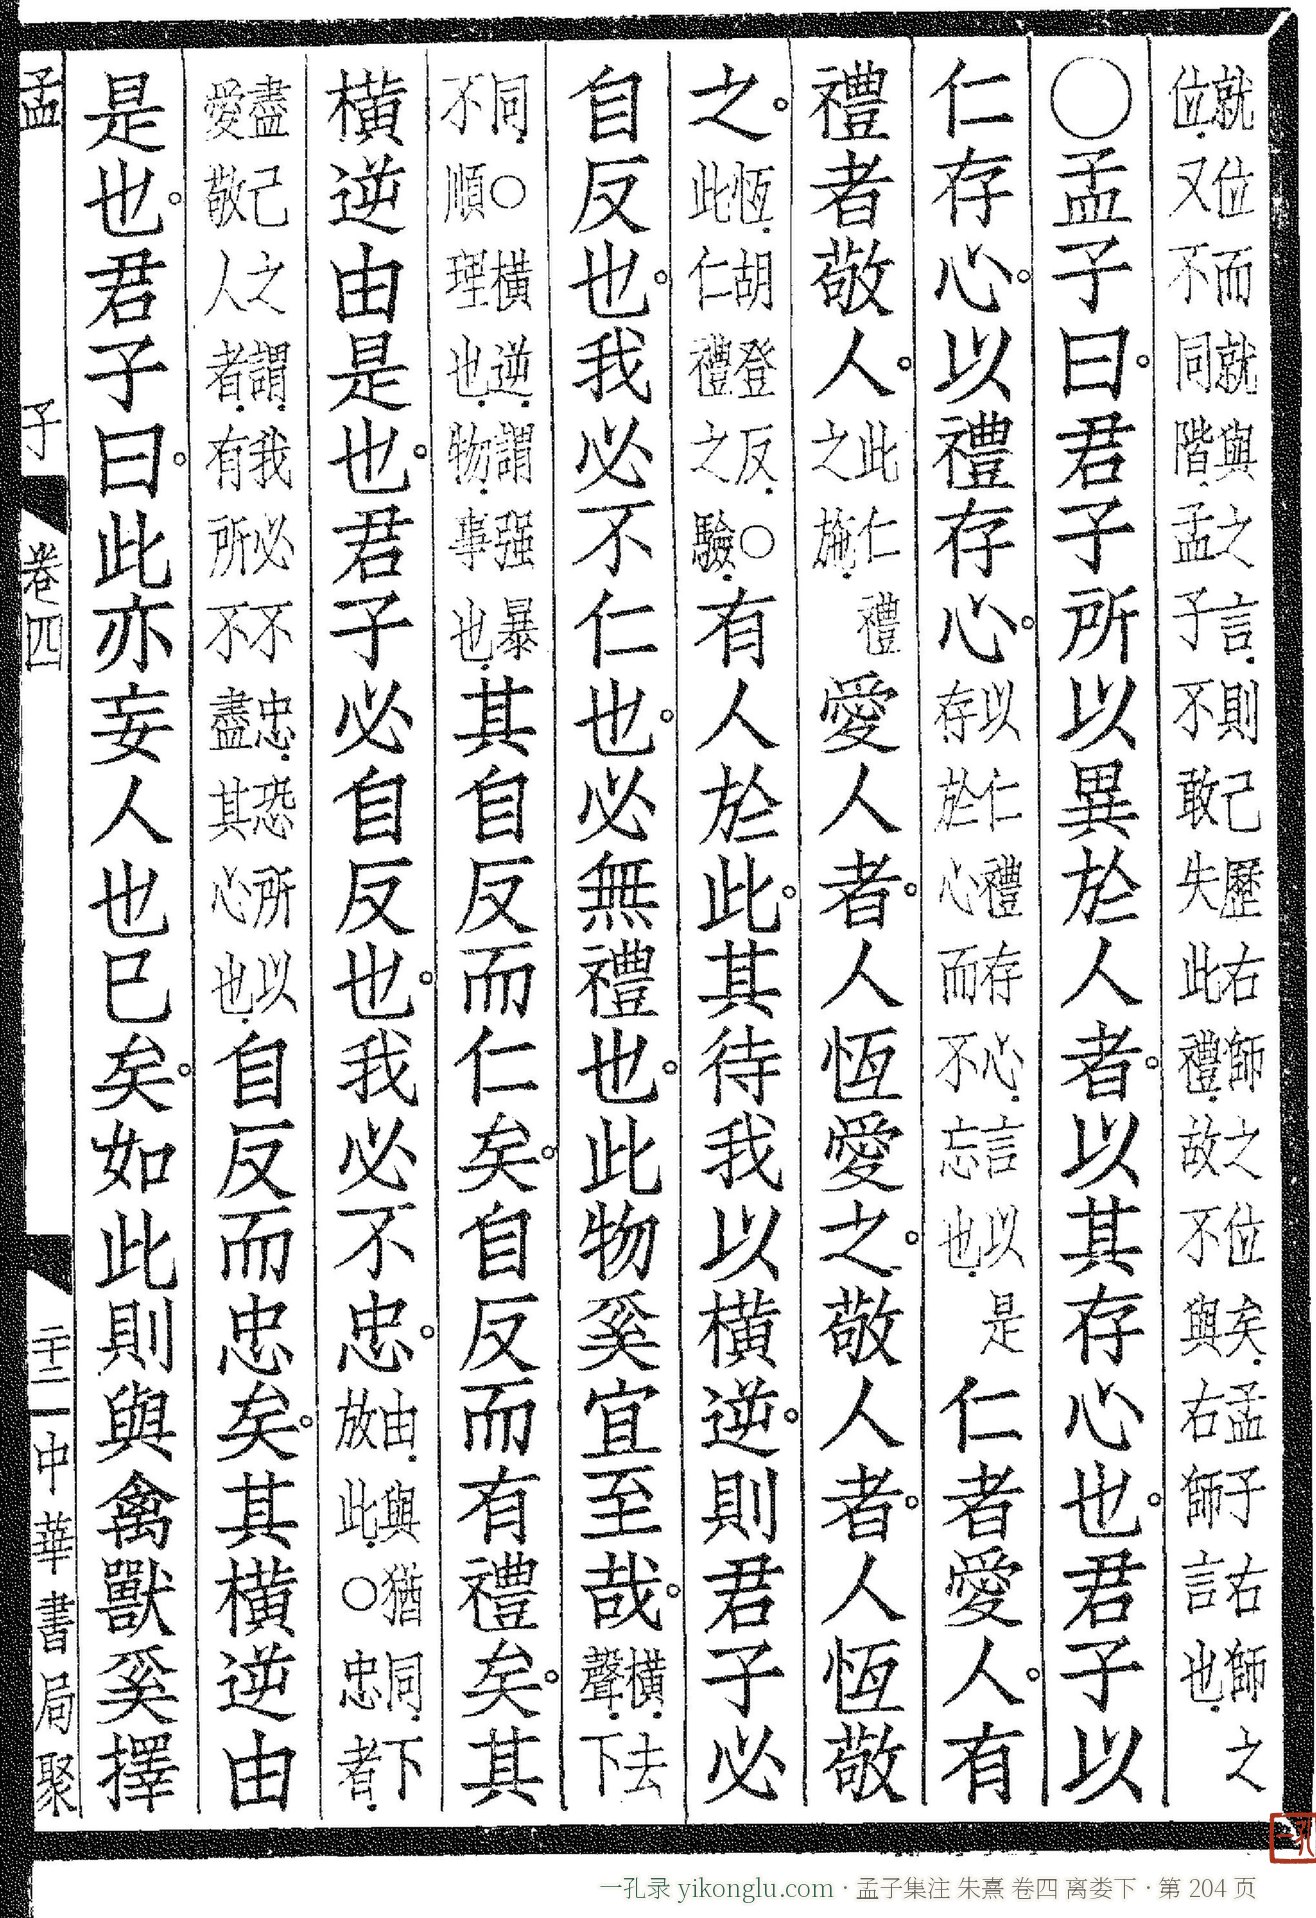 就位而就與之言.則己歷右師之位矣.孟子右師之
位.又不同階.孟子不敢失此禮.故不與右師言也.
○孟子曰。君子所以異於人者。以其存心也。君子以
仁存心。以禮存心。以仁禮存心.言以是存於心而不忘也.仁者愛人。有
禮者敬人。此仁禮之施.愛人者。人恆愛之。敬人者。人恆敬
之。恆.胡登反.○此仁禮之驗.有人於此。其待我以橫逆。則君子必
自反也。我必不仁也。必無禮也。此物奚宜至哉。橫.去聲.下
同.○橫逆.謂强暴不順理也.物.事也.其自反而仁矣。自反而有禮矣。其
橫逆由是也。君子必自反也。我必不忠。由.與猶同.下放此.○忠者.
盡己之謂.我必不忠.恐所以愛敬人者.有所不盡其心也.自反而忠矣。其橫逆由
是也。君子曰。此亦妄人也已矣。如此則與禽獸奚擇
孟子 卷四 二十二 中華書局聚
一孔录 yikonglu.com · 孟子集注 朱熹 卷四 离娄下 · 第 204 页